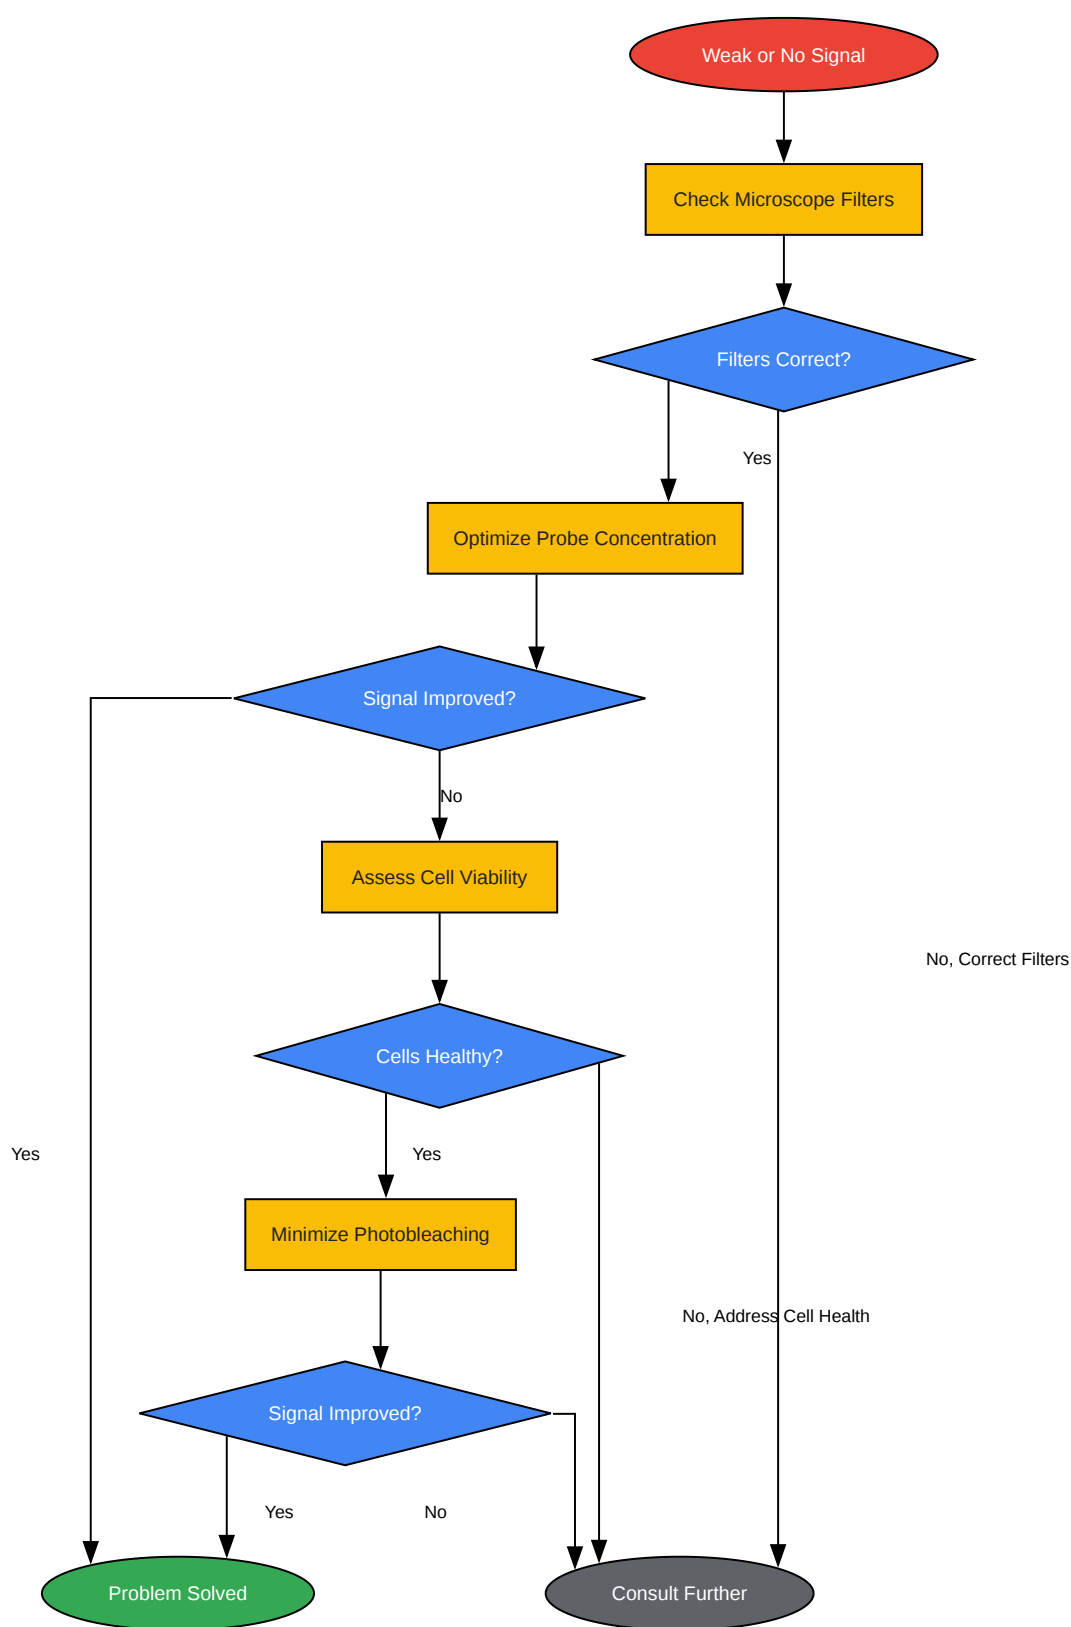 Weak or No Signal
Check Microscope Filters
Filters Correct?
Yes
Optimize Probe Concentration
Signal Improved?
No
Assess Cell Viability
No, Correct Filters
Cells Healthy?
Yes
Yes
Minimize Photobleaching
No, Address Cell Health
Signal Improved?
Yes
No
Problem Solved
Consult Further